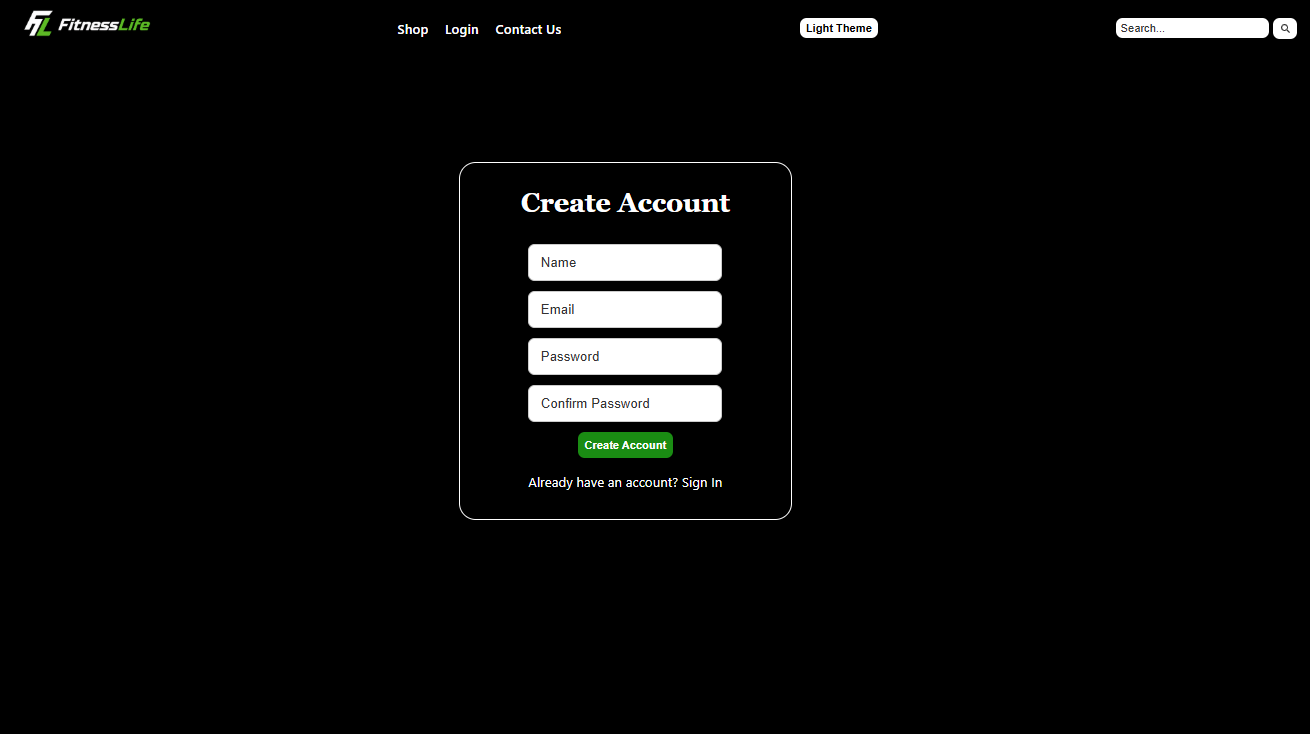 FitnessLife
Shop Login Contact Us
Light Theme
Search...
Create Account
Name
Email
Password
Confirm Password
Create Account
Already have an account? Sign In